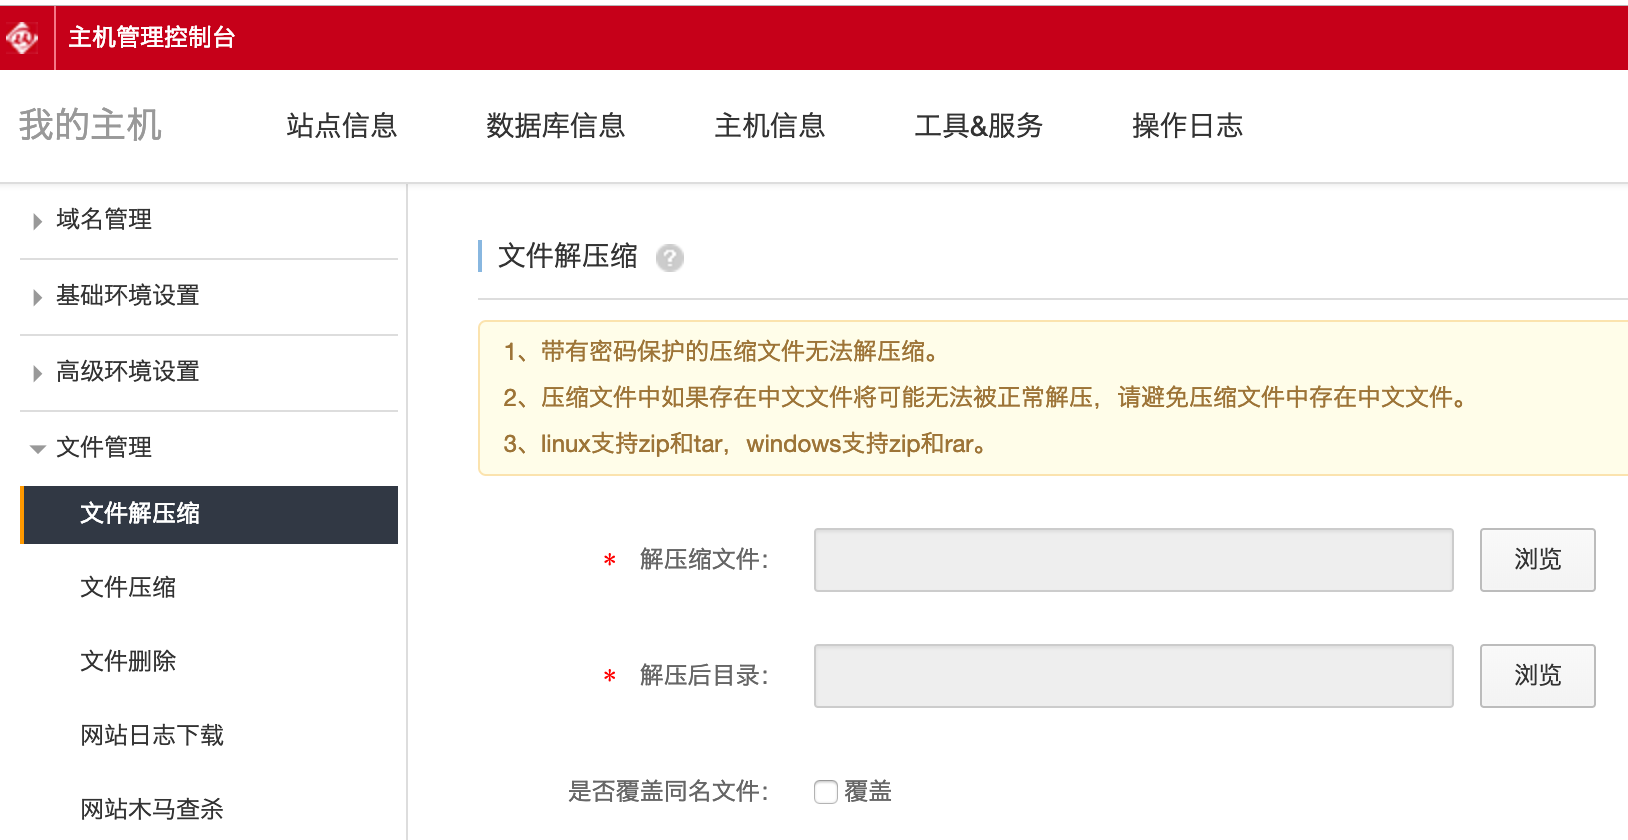 主机管理控制台
我的主机 站点信息 数据库信息 主机信息 工具&服务 操作日志
域名管理
基础环境设置
高级环境设置
文件管理
文件解压缩
文件压缩
文件删除
网站日志下载
网站木马查杀
文件解压缩 ?
1、带有密码保护的压缩文件无法解压缩。
2、压缩文件中如果存在中文文件将可能无法被正常解压，请避免压缩文件中存在中文文件。
3、linux支持zip和tar，windows支持zip和rar。
* 解压缩文件： 浏览
* 解压后目录： 浏览
是否覆盖同名文件： 覆盖